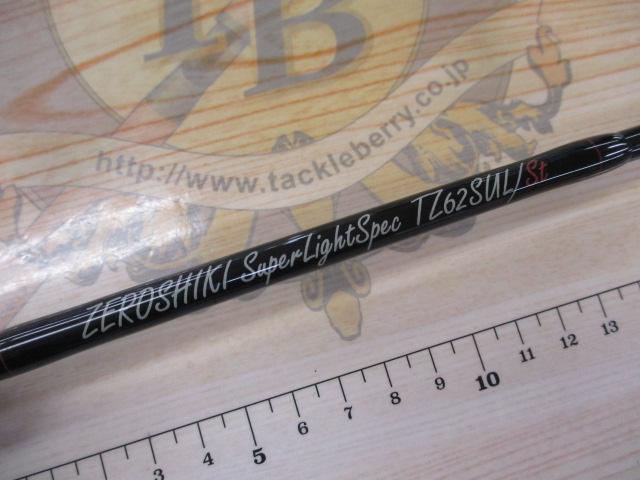 TB
http://www.tackleberry.co.jp
ZEROSHIKI SuperLightSpec TZ62SUL/St
3 4 5 6 7 8 9 10 11 12 13